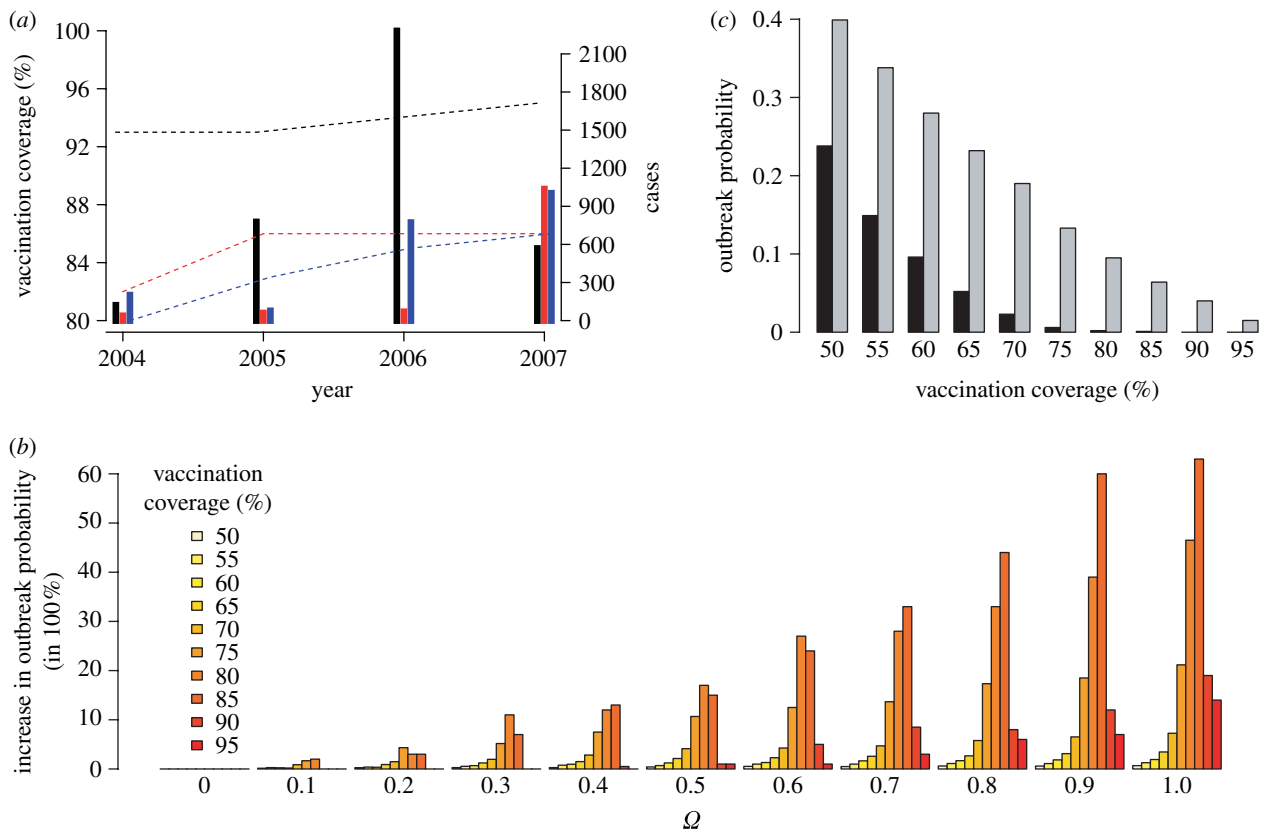 (a)
100
96
92
88
84
80
vaccination coverage (%)
2100
1800
1500
1200
900
600
300
0
cases
2004 2005 2006 2007
year
(c)
0.4
0.3
0.2
0.1
0
outbreak probability
50 55 60 65 70 75 80 85 90 95
vaccination coverage (%)
(b)
increase in outbreak probability
(in 100%)
60
50
40
30
20
10
0
vaccination
coverage (%)
50
55
60
65
70
75
80
85
90
95
0 0.1 0.2 0.3 0.4 0.5 0.6 0.7 0.8 0.9 1.0
Ω